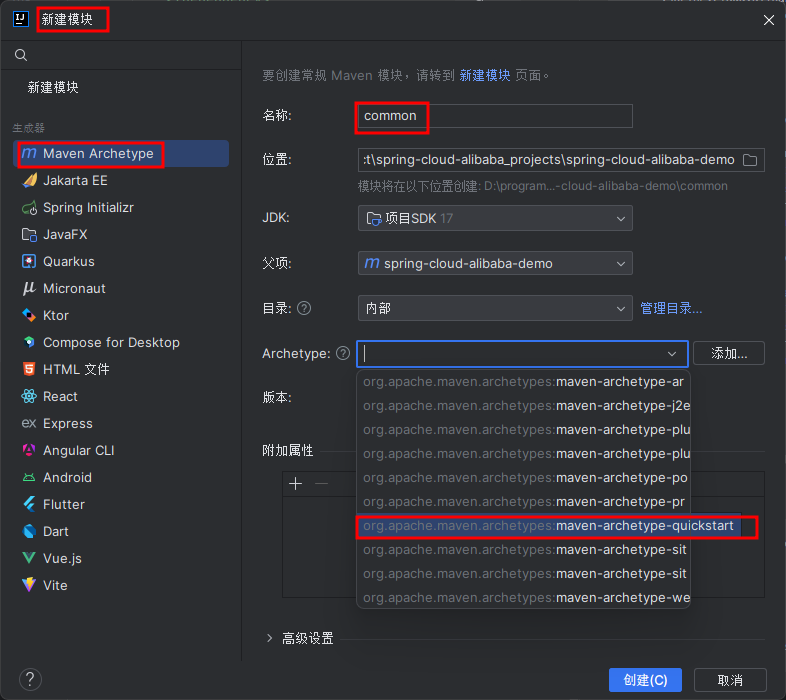 新建模块
新建模块
生成器
Maven Archetype
Jakarta EE
Spring Initializr
JavaFX
Quarkus
Micronaut
Ktor
Compose for Desktop
HTML 文件
React
Express
Angular CLI
Android
Flutter
Dart
Vue.js
Vite
要创建常规 Maven 模块，请转到 新建模块 页面。
名称: common
位置: :t\spring-cloud-alibaba_projects\spring-cloud-alibaba-demo
模块将在以下位置创建: D:\program...-cloud-alibaba-demo\common
JDK: 项目SDK 17
父项: m spring-cloud-alibaba-demo
目录: ? 内部 管理目录...
Archetype: ? 添加...
org.apache.maven.archetypes:maven-archetype-ar
org.apache.maven.archetypes:maven-archetype-j2e
org.apache.maven.archetypes:maven-archetype-plu
org.apache.maven.archetypes:maven-archetype-plu
org.apache.maven.archetypes:maven-archetype-po
org.apache.maven.archetypes:maven-archetype-pr
org.apache.maven.archetypes:maven-archetype-quickstart
org.apache.maven.archetypes:maven-archetype-sit
org.apache.maven.archetypes:maven-archetype-sit
org.apache.maven.archetypes:maven-archetype-we
版本:
附加属性
高级设置
? 创建(C) 取消